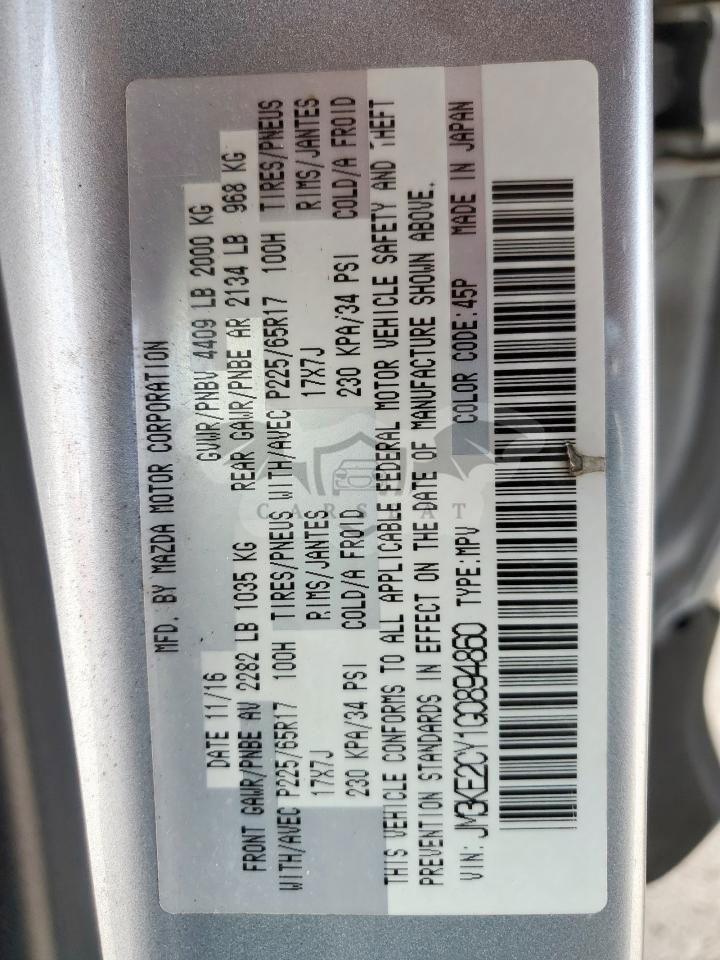 MFD. BY MAZDA MOTOR CORPORATION
DATE 11/16 GVWR/PNBV 4409 LB 2000 KG
FRONT GAWR/PNBE AV 2282 LB 1035 KG REAR GAWR/PNBE AR 2134 LB 968 KG
WITH/AVEC P225/65R17 100H TIRES/PNEUS WITH/AVEC P225/65R17 100H TIRES/PNEUS
17X7J RIMS/JANTES 17X7J RIMS/JANTES
230 KPA/34 PSI COLD/A FROID 230 KPA/34 PSI COLD/A FROID
THIS VEHICLE CONFORMS TO ALL APPLICABLE FEDERAL MOTOR VEHICLE SAFETY AND THEFT
PREVENTION STANDARDS IN EFFECT ON THE DATE OF MANUFACTURE SHOWN ABOVE.
VIN: JM3KE2CY1G0894860 TYPE:MPV COLOR CODE:45P MADE IN JAPAN
CARSTAT